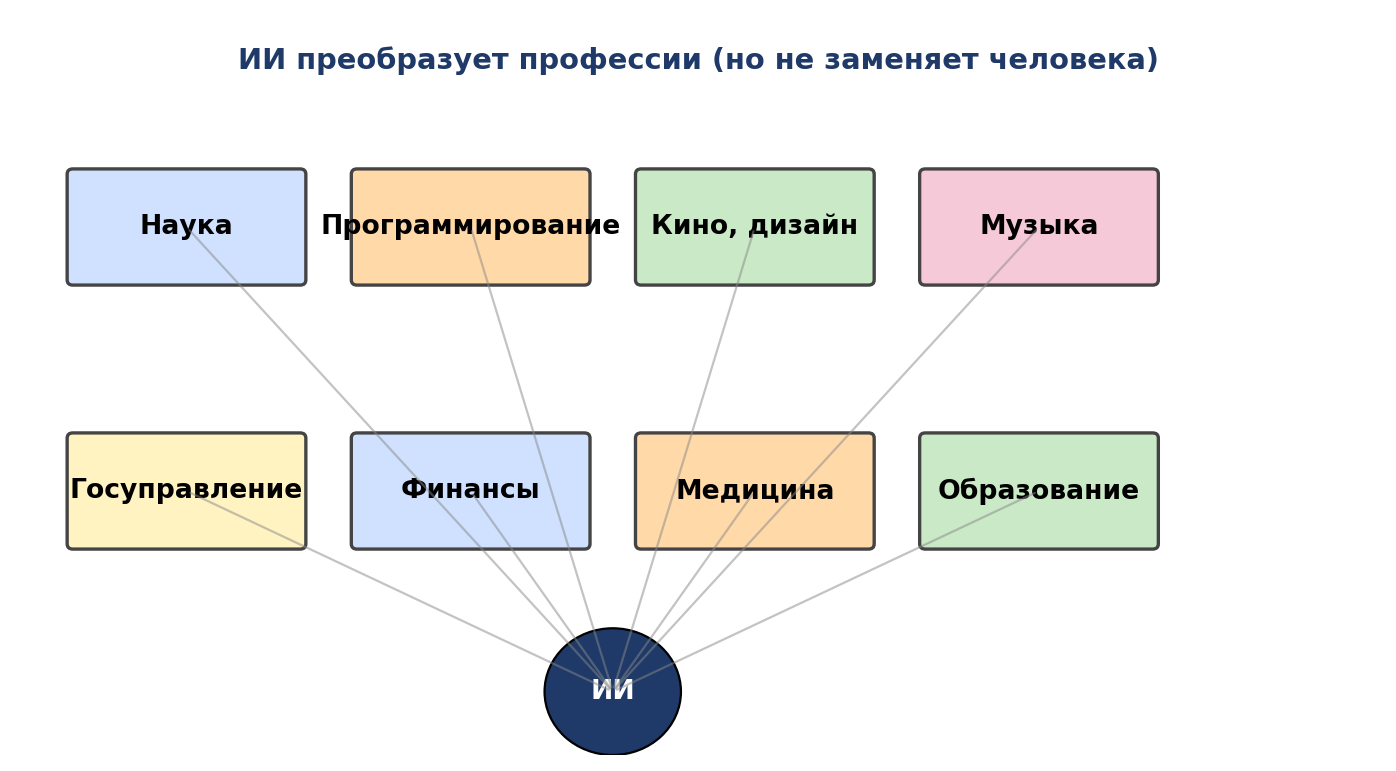 ИИ преобразует профессии (но не заменяет человека)
Наука
Программирование
Кино, дизайн
Музыка
Госуправление
Финансы
Медицина
Образование
ИИ